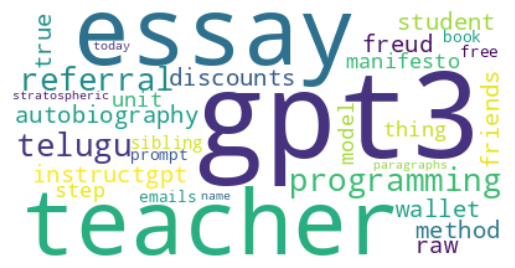 essay
student
true
today
freud
book
free
manifesto
referral
discounts
stratospheric
unit
gpt3
autobiography
telugu
sibling
model
thing
friends
prompt
paragraphs
instructgpt
programming
step
emails
name
teacher
wallet
method
raw